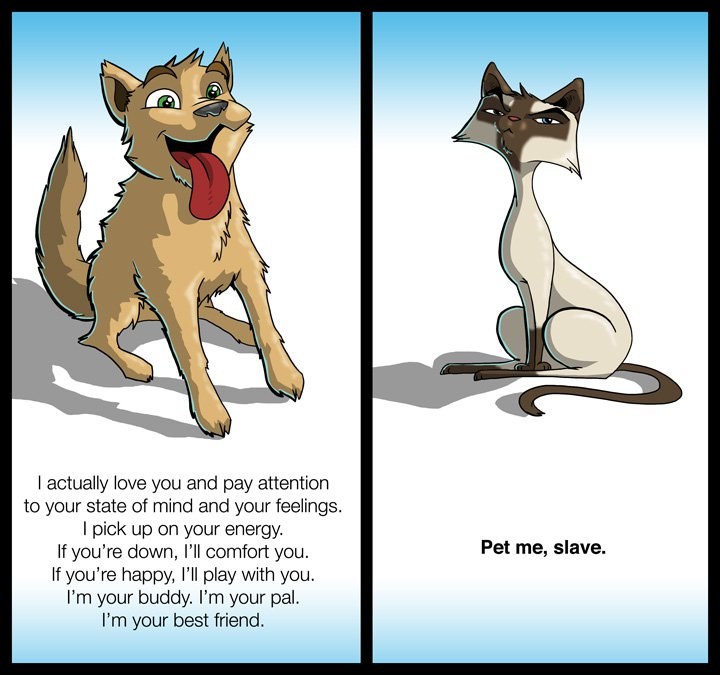 I actually love you and pay attention
to your state of mind and your feelings.
I pick up on your energy.
If you’re down, I’ll comfort you.
If you’re happy, I’ll play with you.
I’m your buddy. I’m your pal.
I’m your best friend.
Pet me, slave.